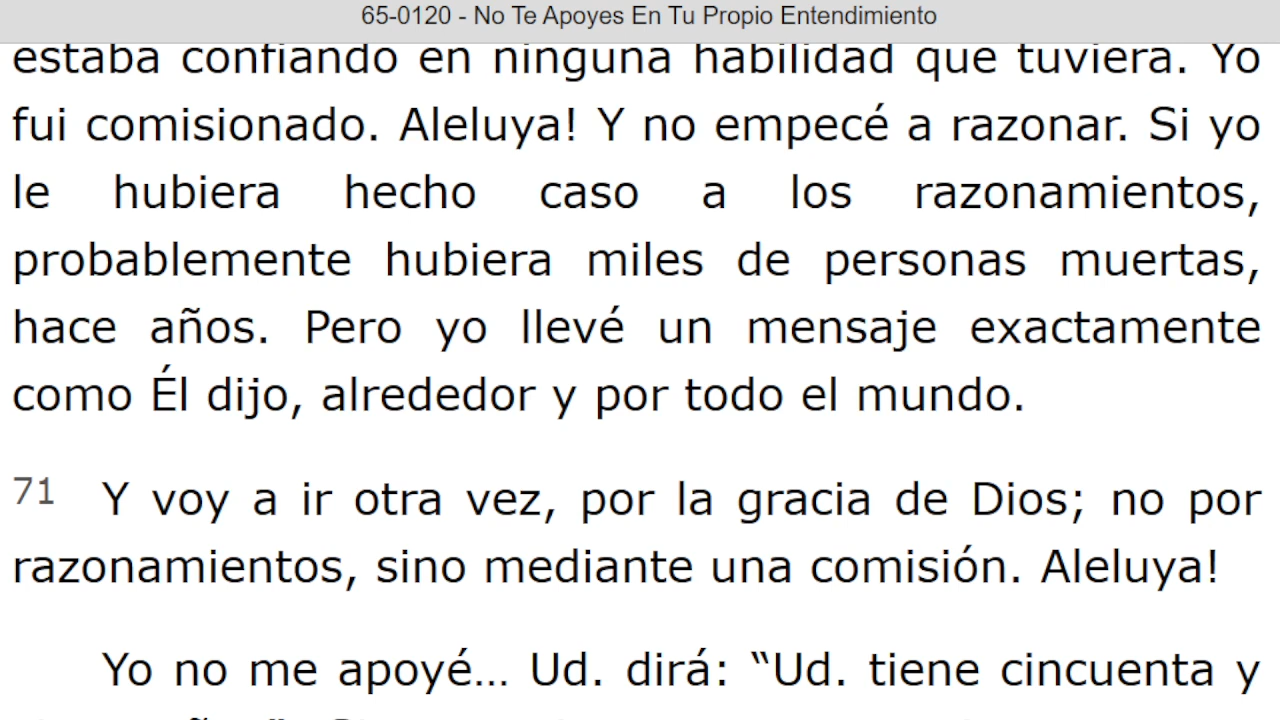 65-0120 - No Te Apoyes En Tu Propio Entendimiento
estaba confiando en ninguna habilidad que tuviera. Yo
fui comisionado. Aleluya! Y no empecé a razonar. Si yo
le hubiera hecho caso a los razonamientos,
probablemente hubiera miles de personas muertas,
hace años. Pero yo llevé un mensaje exactamente
como Él dijo, alrededor y por todo el mundo.
71 Y voy a ir otra vez, por la gracia de Dios; no por
razonamientos, sino mediante una comisión. Aleluya!
Yo no me apoyé... Ud. dirá: “Ud. tiene cincuenta y